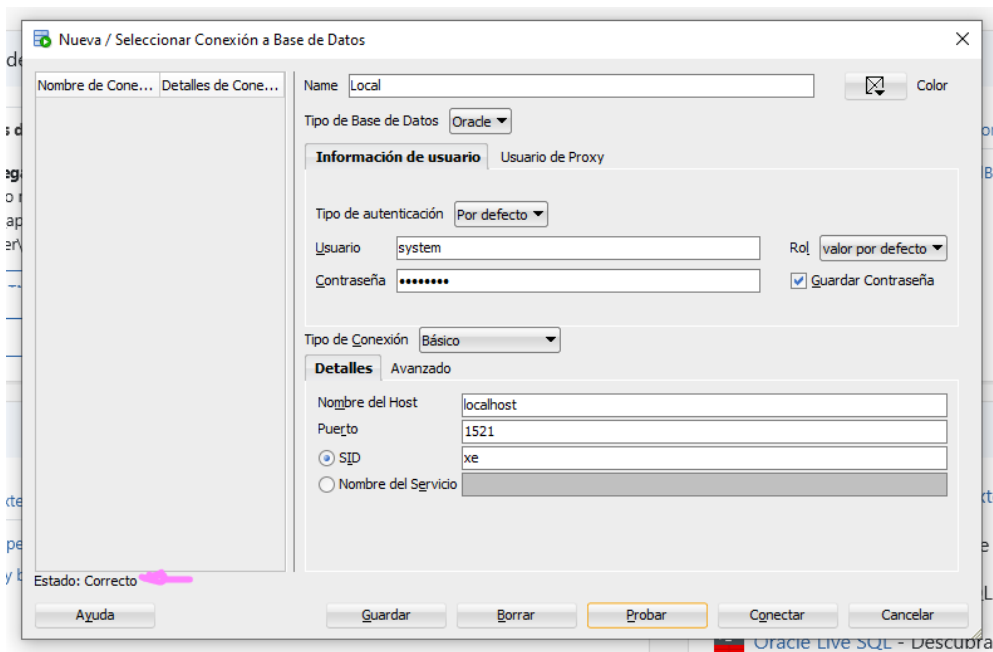 Nueva / Seleccionar Conexión a Base de Datos
Nombre de Cone... Detalles de Cone...
Name Local Color
Tipo de Base de Datos Oracle
Información de usuario Usuario de Proxy
Tipo de autenticación Por defecto
Usuario system Rol valor por defecto
Contraseña •••••••• Guardar Contraseña
Tipo de Conexión Básico
Detalles Avanzado
Nombre del Host localhost
Puerto 1521
SID xe
Nombre del Servicio
Estado: Correcto
Ayuda Guardar Borrar Probar Conectar Cancelar
Oracle Live SQL - Descubra